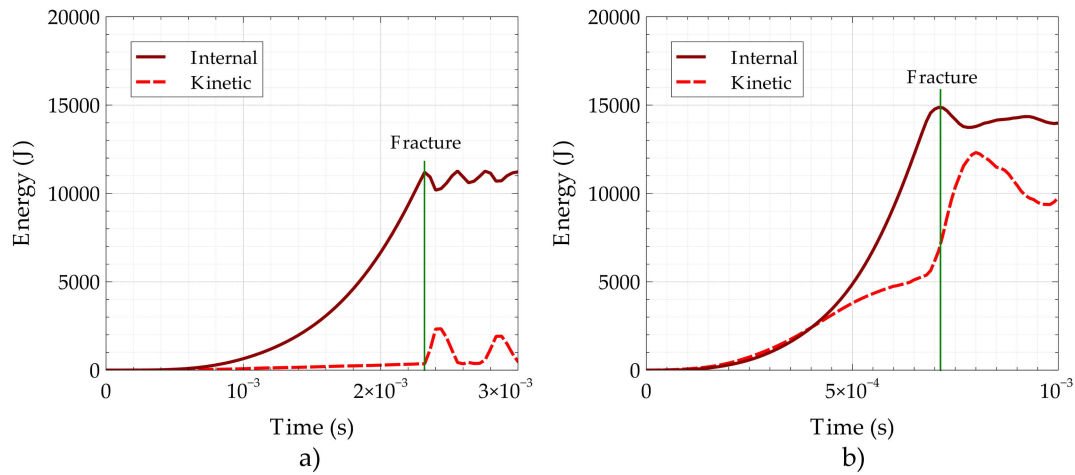 20000
15000
10000
5000
0
Energy (J)
Internal
Kinetic
Fracture
0
10⁻³
2×10⁻³
3×10⁻³
Time (s)
a)
20000
15000
10000
5000
0
Energy (J)
Internal
Kinetic
Fracture
0
5×10⁻⁴
10⁻³
Time (s)
b)